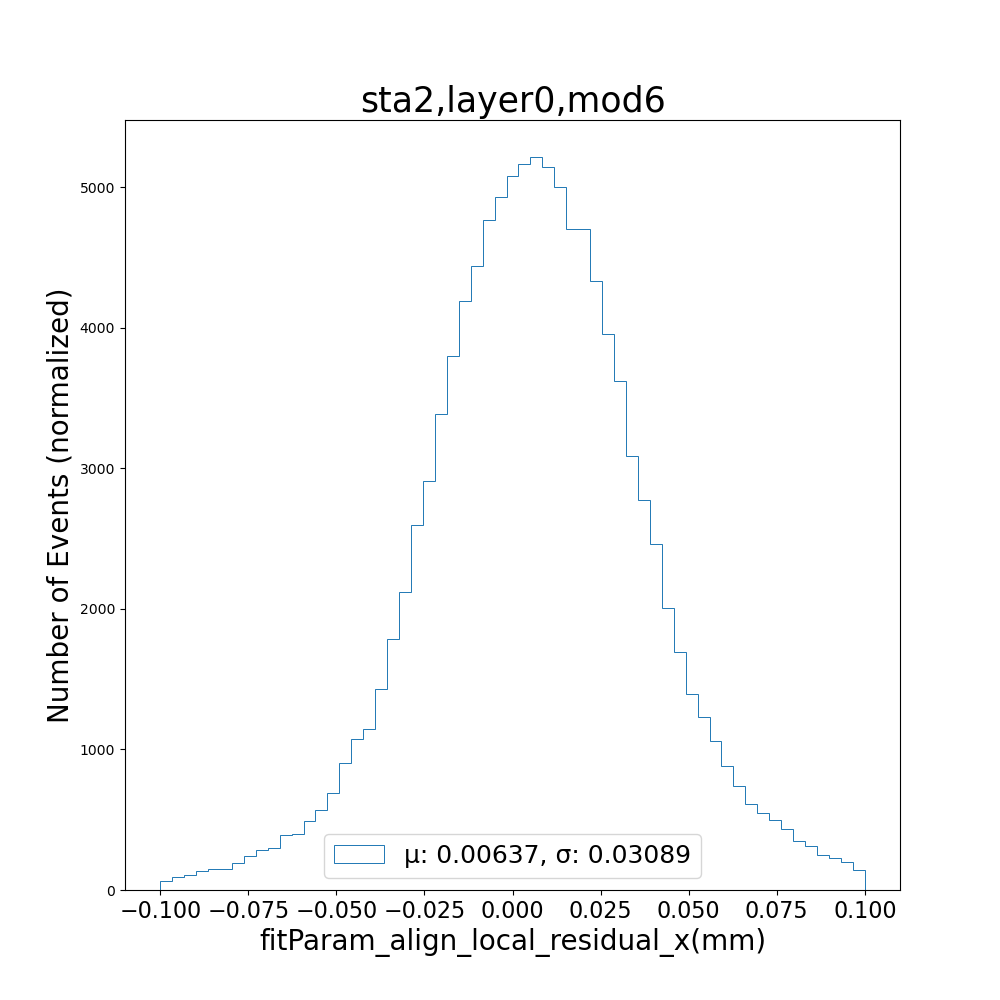 sta2,layer0,mod6
Number of Events (normalized)
5000
4000
3000
2000
1000
0
μ: 0.00637, σ: 0.03089
−0.100 −0.075 −0.050 −0.025 0.000 0.025 0.050 0.075 0.100
fitParam_align_local_residual_x(mm)